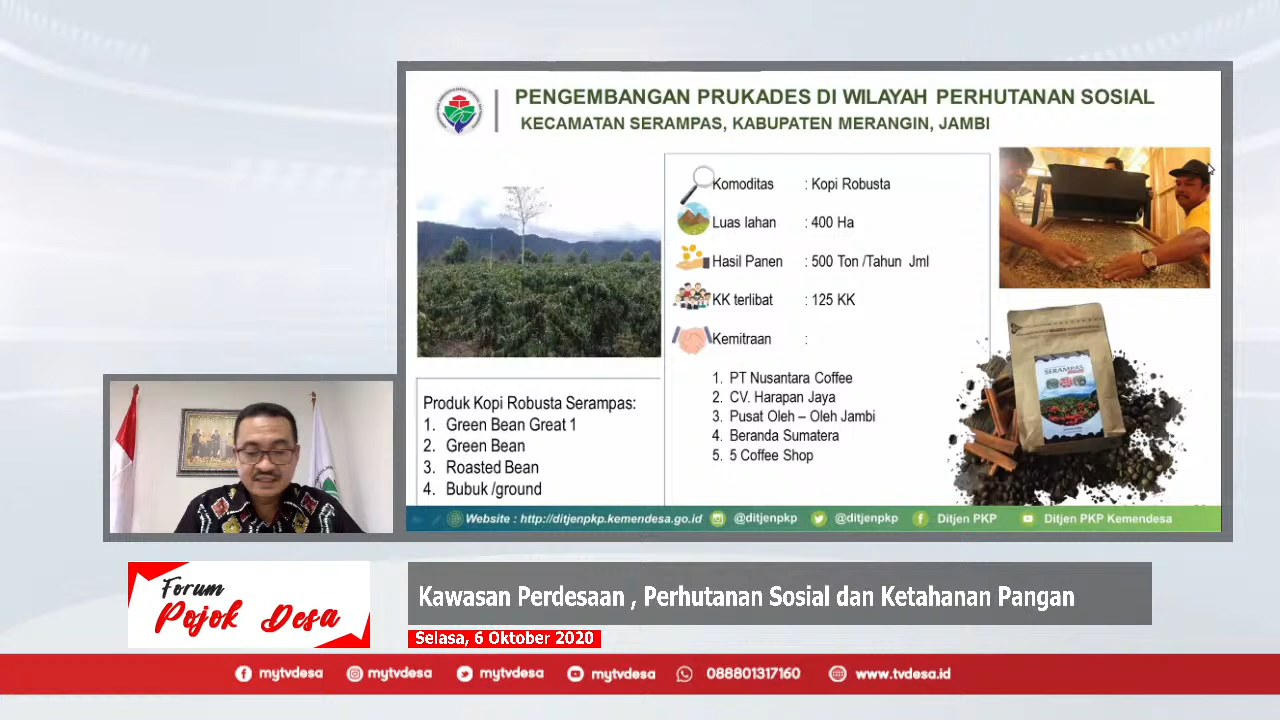 PENGEMBANGAN PRUKADES DI WILAYAH PERHUTANAN SOSIAL
KECAMATAN SERAMPAS, KABUPATEN MERANGIN, JAMBI
Komoditas : Kopi Robusta
Luas lahan : 400 Ha
Hasil Panen : 500 Ton /Tahun Jml
KK terlibat : 125 KK
Kemitraan :
1. PT Nusantara Coffee
2. CV. Harapan Jaya
3. Pusat Oleh – Oleh Jambi
4. Beranda Sumatera
5. 5 Coffee Shop
Produk Kopi Robusta Serampas:
1. Green Bean Great 1
2. Green Bean
3. Roasted Bean
4. Bubuk /ground
SERAMPAS
Website : http://ditjenpkp.kemendesa.go.id @ditjenpkp @ditjenpkp Ditjen PKP Ditjen PKP Kemendesa
Forum
Pojok Desa
Kawasan Perdesaan , Perhutanan Sosial dan Ketahanan Pangan
Selasa, 6 Oktober 2020
mytvdesa mytvdesa mytvdesa mytvdesa 088801317160 www.tvdesa.id